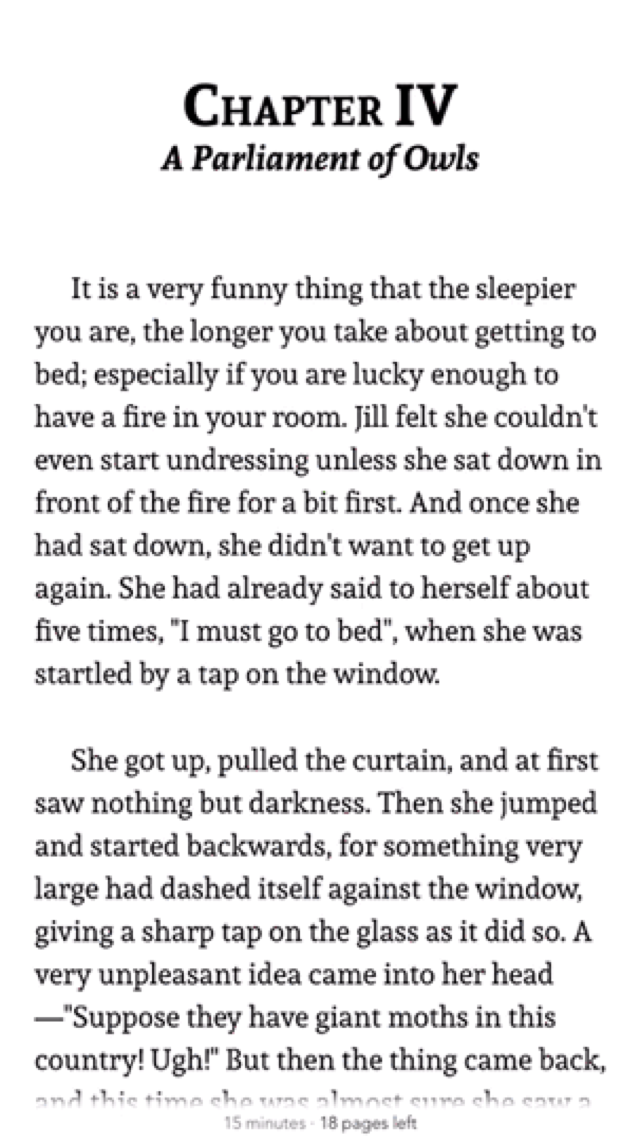 CHAPTER IV
A Parliament of Owls
It is a very funny thing that the sleepier
you are, the longer you take about getting to
bed; especially if you are lucky enough to
have a fire in your room. Jill felt she couldn't
even start undressing unless she sat down in
front of the fire for a bit first. And once she
had sat down, she didn't want to get up
again. She had already said to herself about
five times, "I must go to bed", when she was
startled by a tap on the window.
She got up, pulled the curtain, and at first
saw nothing but darkness. Then she jumped
and started backwards, for something very
large had dashed itself against the window,
giving a sharp tap on the glass as it did so. A
very unpleasant idea came into her head
—"Suppose they have giant moths in this
country! Ugh!" But then the thing came back,
and this time she was almost sure she saw a
15 minutes · 18 pages left